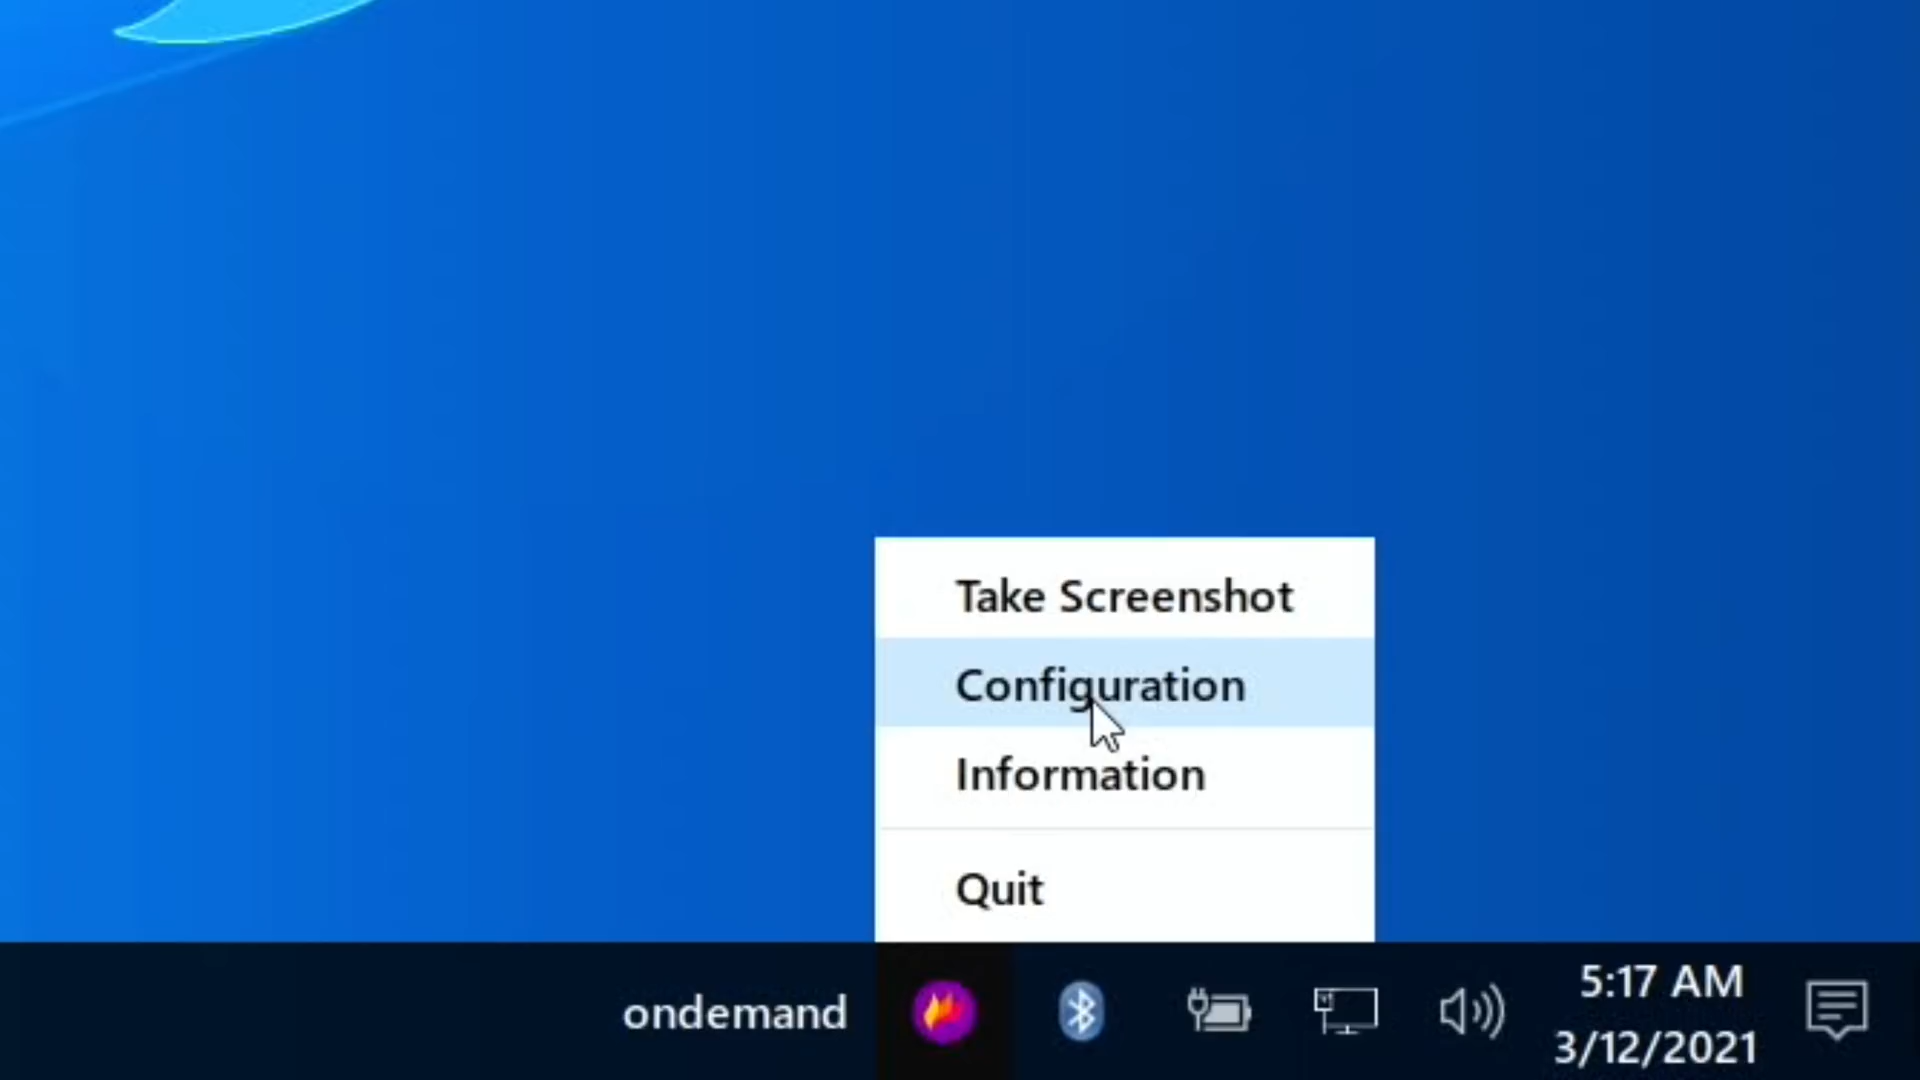 Take Screenshot
Configuration
Information
Quit
ondemand
5:17 AM
3/12/2021